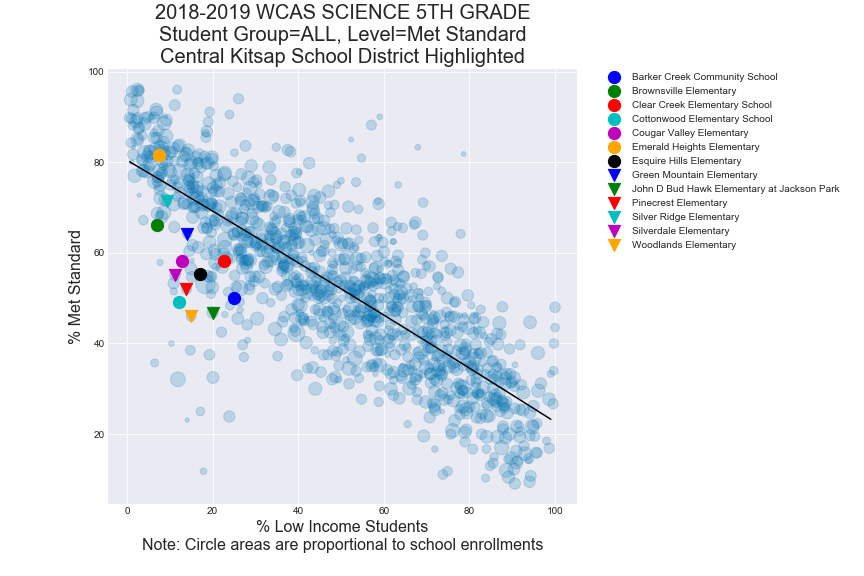 2018-2019 WCAS SCIENCE 5TH GRADE
Student Group=ALL, Level=Met Standard
Central Kitsap School District Highlighted
100
80
60
40
20
% Met Standard
0
20
40
60
80
100
% Low Income Students
Note: Circle areas are proportional to school enrollments
Barker Creek Community School
Brownsville Elementary
Clear Creek Elementary School
Cottonwood Elementary School
Cougar Valley Elementary
Emerald Heights Elementary
Esquire Hills Elementary
Green Mountain Elementary
John D Bud Hawk Elementary at Jackson Park
Pinecrest Elementary
Silver Ridge Elementary
Silverdale Elementary
Woodlands Elementary